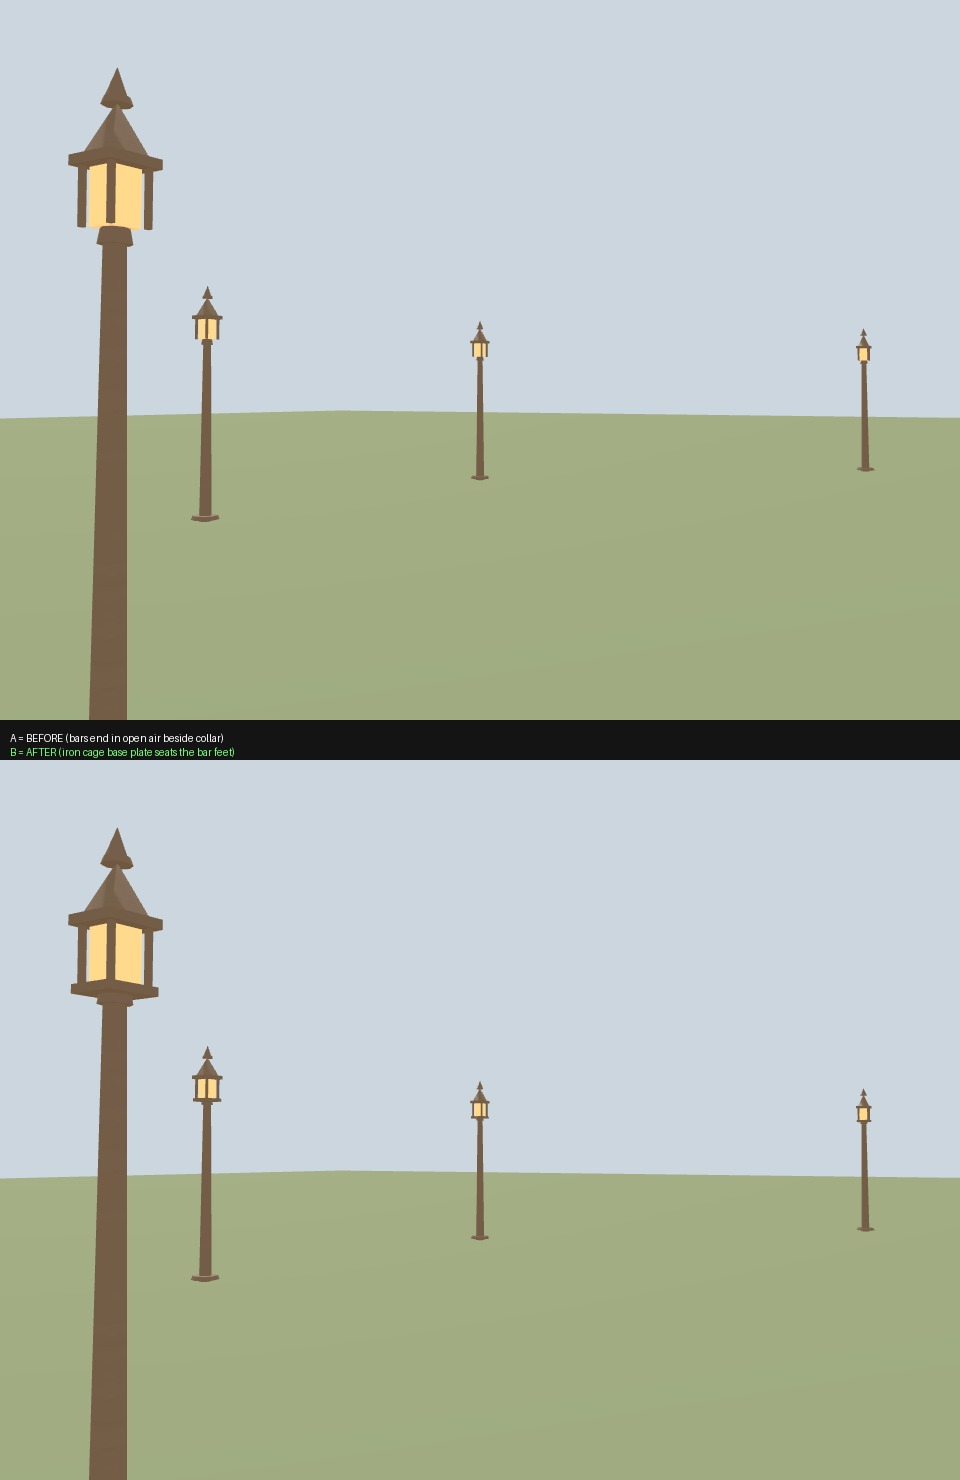 A = BEFORE (bars end in open air beside collar)
B = AFTER (iron cage base plate seats the bar feet)